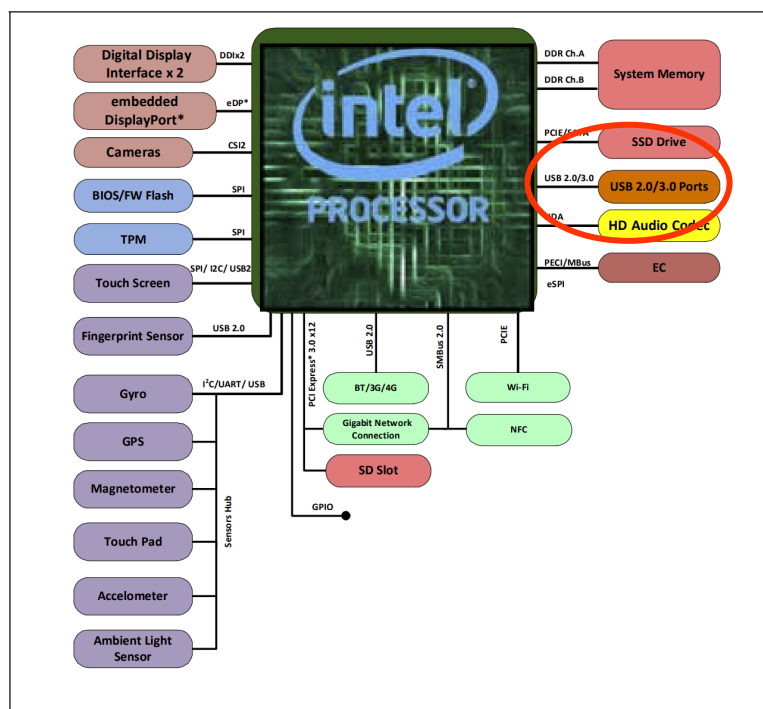 Digital Display
Interface x 2
DDIx2
embedded
DisplayPort*
eDP*
Cameras
CSI2
BIOS/FW Flash
SPI
TPM
SPI
Touch Screen
SPI/ I2C/ USB2
Fingerprint Sensor
USB 2.0
Gyro
I²C/UART/ USB
GPS
Magnetometer
Touch Pad
Accelometer
Ambient Light
Sensor
Sensors Hub
intel
PROCESSOR
DDR Ch.A
DDR Ch.B
System Memory
PCIE/SATA
SSD Drive
USB 2.0/3.0
USB 2.0/3.0 Ports
HDA
HD Audio Codec
PECI/MBus
eSPI
EC
PCI Express* 3.0 x12
USB 2.0
SMBus 2.0
PCIE
BT/3G/4G
Wi-Fi
Gigabit Network
Connection
NFC
SD Slot
GPIO